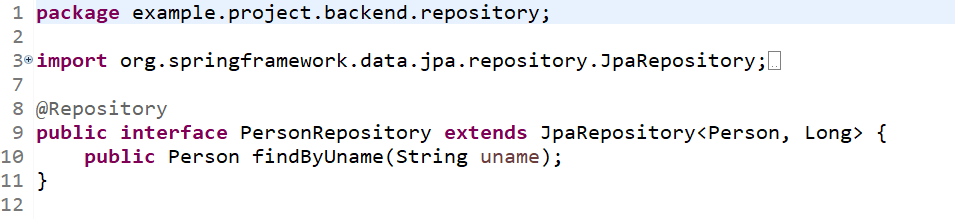 1 package example.project.backend.repository;
2
3 import org.springframework.data.jpa.repository.JpaRepository;
7
8 @Repository
9 public interface PersonRepository extends JpaRepository<Person, Long> {
10     public Person findByUname(String uname);
11 }
12